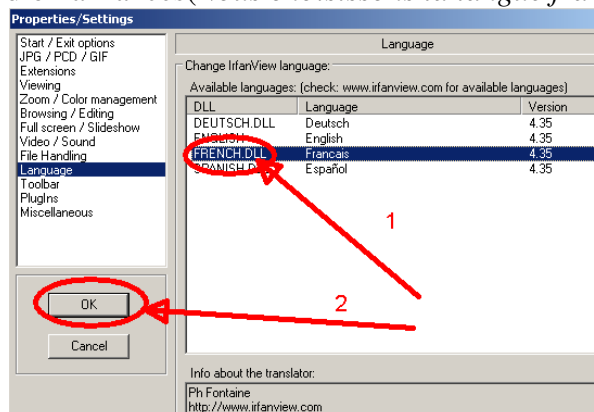 Properties/Settings
Start / Exit options
JPG / PCD / GIF
Extensions
Viewing
Zoom / Color management
Browsing / Editing
Full screen / Slideshow
Video / Sound
File Handling
Language
Toolbar
PlugIns
Miscellaneous
OK
Cancel
Language
Change IrfanView language:
Available languages: (check: www.irfanview.com for available languages)
DLL Language Version
DEUTSCH.DLL Deutsch 4.35
ENGLISH English 4.35
FRENCH.DLL Francais 4.35
SPANISH.DLL Español 4.35
1
2
Info about the translator:
Ph Fontaine
http://www.irfanview.com